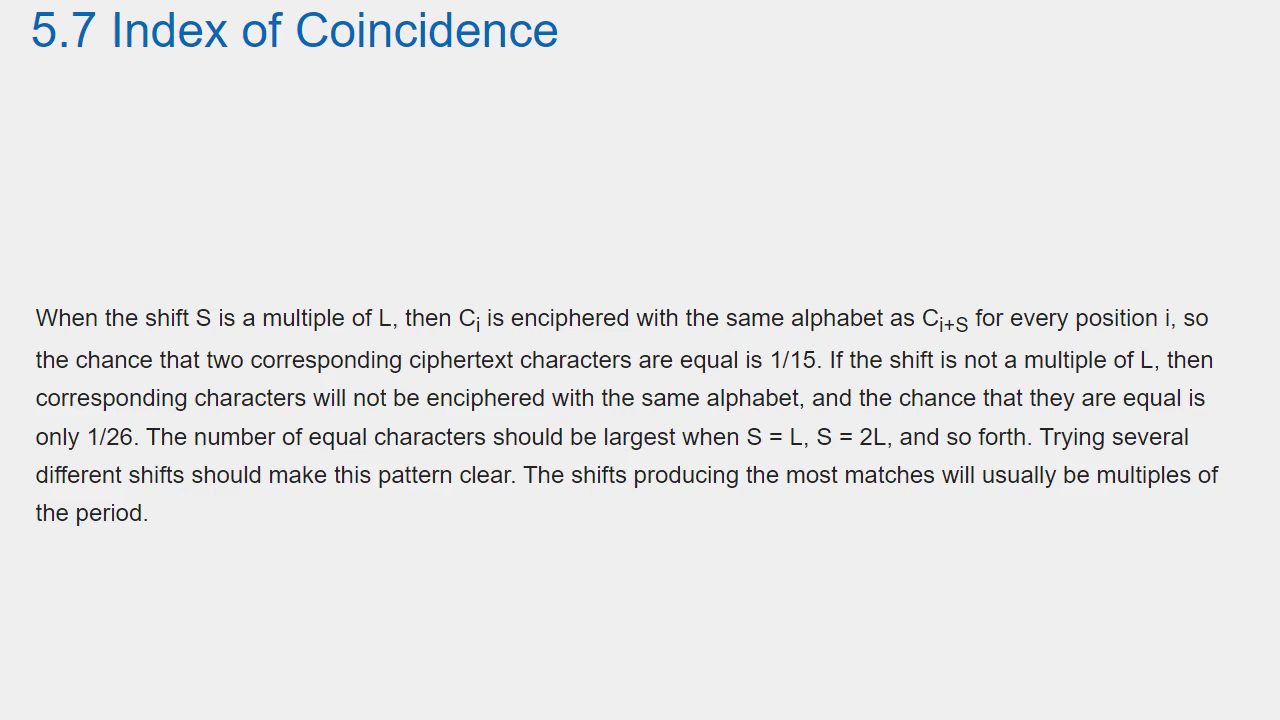 5.7 Index of Coincidence
When the shift S is a multiple of L, then Ci is enciphered with the same alphabet as Ci+S for every position i, so
the chance that two corresponding ciphertext characters are equal is 1/15. If the shift is not a multiple of L, then
corresponding characters will not be enciphered with the same alphabet, and the chance that they are equal is
only 1/26. The number of equal characters should be largest when S = L, S = 2L, and so forth. Trying several
different shifts should make this pattern clear. The shifts producing the most matches will usually be multiples of
the period.